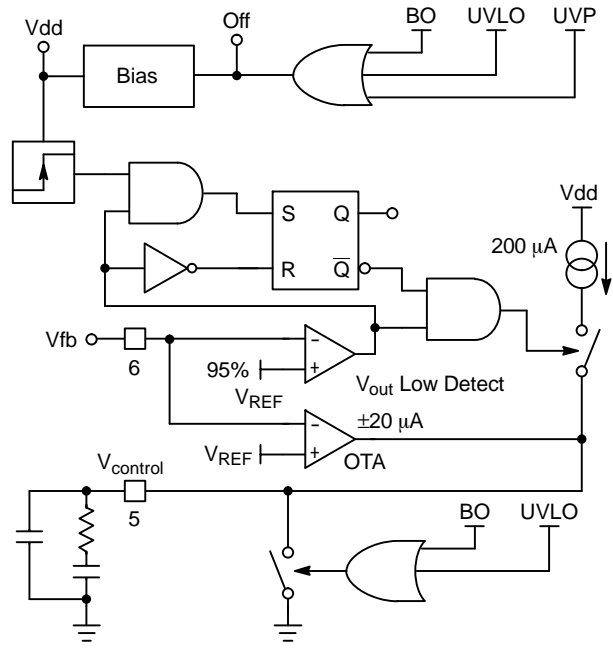 BO UVLO UVP
Off
Vdd
Bias
Vdd
S Q
200 µA
R Q̅
Vfb
6
95%
VREF
Vout Low Detect
±20 µA
VREF
OTA
Vcontrol
5
BO UVLO
- +
- +